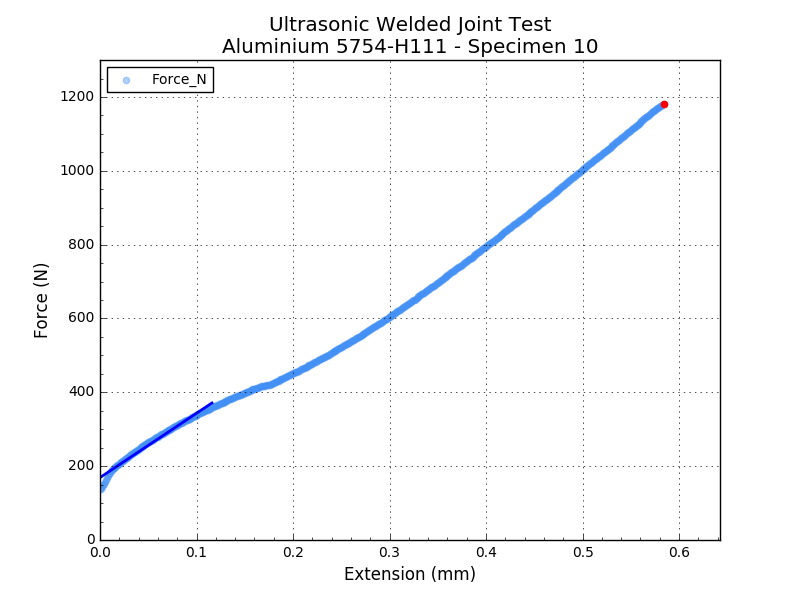 Ultrasonic Welded Joint Test
Aluminium 5754-H111 - Specimen 10
Force_N
1200
1000
800
600
400
200
0
Force (N)
0.0 0.1 0.2 0.3 0.4 0.5 0.6
Extension (mm)